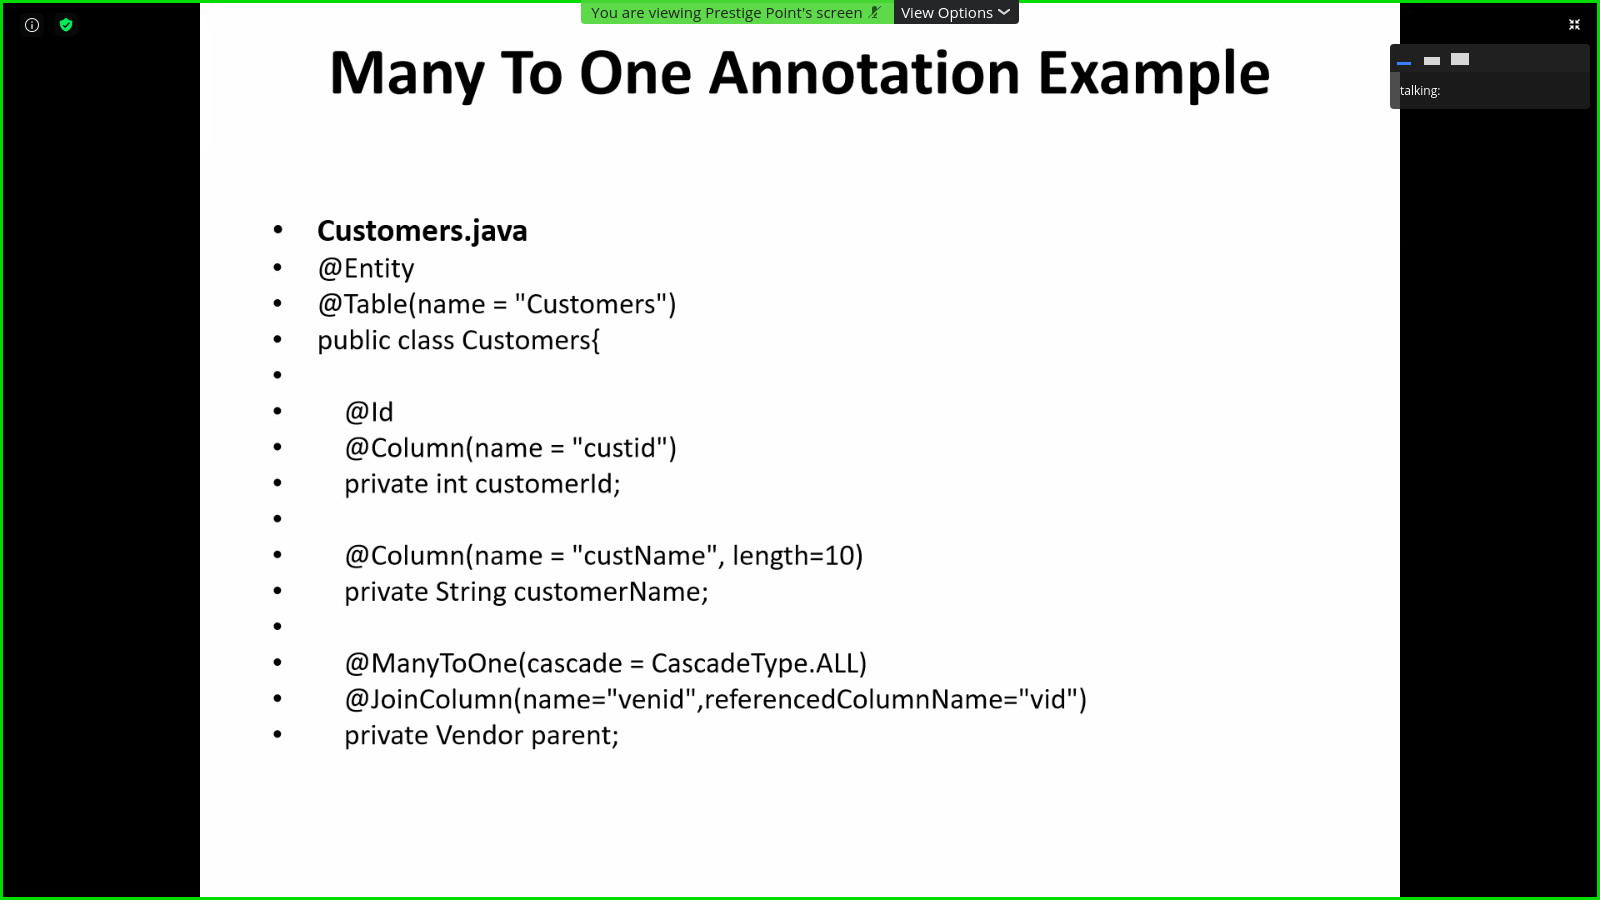 You are viewing Prestige Point's screen
View Options
talking:
Many To One Annotation Example
• Customers.java
• @Entity
• @Table(name = "Customers")
• public class Customers{
•
• @Id
• @Column(name = "custid")
• private int customerId;
•
• @Column(name = "custName", length=10)
• private String customerName;
•
• @ManyToOne(cascade = CascadeType.ALL)
• @JoinColumn(name="venid",referencedColumnName="vid")
• private Vendor parent;